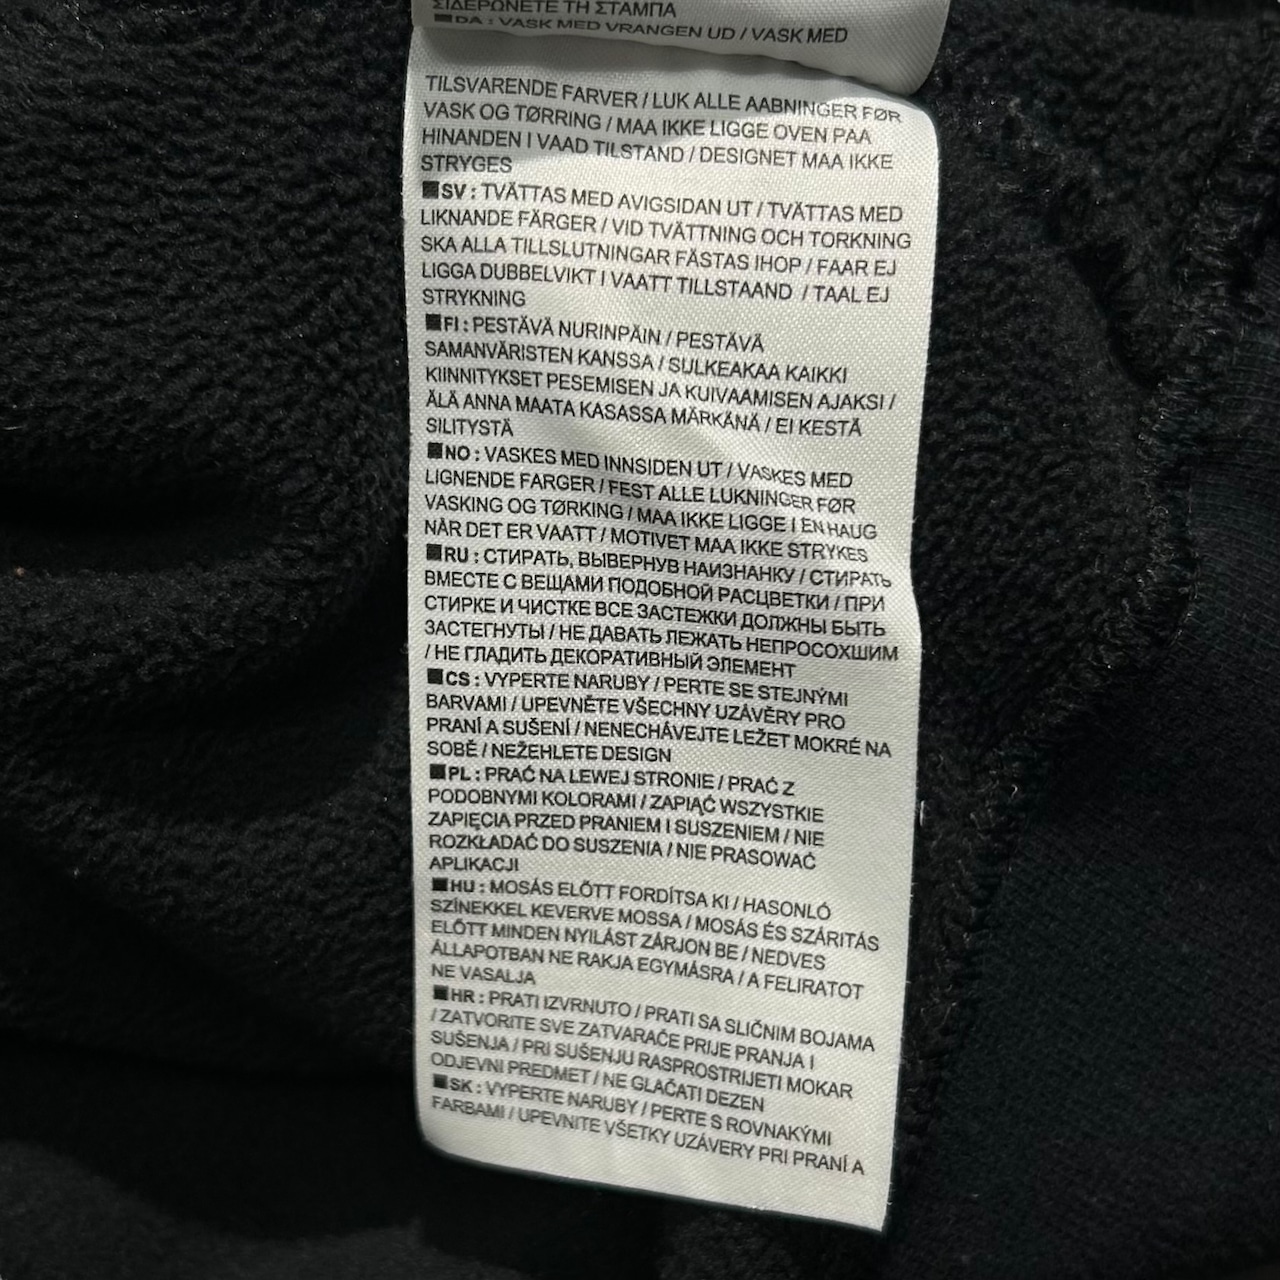 ΣΙΔΕΡΩΝΕΤΕ ΤΗ ΣΤΑΜΠΑ
■DA : VASK MED VRANGEN UD / VASK MED
TILSVARENDE FARVER / LUK ALLE AABNINGER FØR
VASK OG TØRRING / MAA IKKE LIGGE OVEN PAA
HINANDEN I VAAD TILSTAND / DESIGNET MAA IKKE
STRYGES
■SV : TVÄTTAS MED AVIGSIDAN UT / TVÄTTAS MED
LIKNANDE FÄRGER / VID TVÄTTNING OCH TORKNING
SKA ALLA TILLSLUTNINGAR FÄSTAS IHOP / FAAR EJ
LIGGA DUBBELVIKT I VAATT TILLSTAAND / TAAL EJ
STRYKNING
■FI : PESTÄVÄ NURINPÄIN / PESTÄVÄ
SAMANVÄRISTEN KANSSA / SULKEAKAA KAIKKI
KIINNITYKSET PESEMISEN JA KUIVAAMISEN AJAKSI /
ÄLÄ ANNA MAATA KASASSA MÄRKÄNÄ / EI KESTÄ
SILITYSTÄ
■NO : VASKES MED INNSIDEN UT / VASKES MED
LIGNENDE FARGER / FEST ALLE LUKNINGER FØR
VASKING OG TØRKING / MAA IKKE LIGGE I EN HAUG
NÅR DET ER VAATT / MOTIVET MAA IKKE STRYKES
■RU : СТИРАТЬ, ВЫВЕРНУВ НАИЗНАНКУ / СТИРАТЬ
ВМЕСТЕ С ВЕЩАМИ ПОДОБНОЙ РАСЦВЕТКИ / ПРИ
СТИРКЕ И ЧИСТКЕ ВСЕ ЗАСТЕЖКИ ДОЛЖНЫ БЫТЬ
ЗАСТЕГНУТЫ / НЕ ДАВАТЬ ЛЕЖАТЬ НЕПРОСОХШИМ
/ НЕ ГЛАДИТЬ ДЕКОРАТИВНЫЙ ЭЛЕМЕНТ
■CS : VYPERTE NARUBY / PERTE SE STEJNÝMI
BARVAMI / UPEVNĚTE VŠECHNY UZÁVĚRY PRO
PRANÍ A SUŠENÍ / NENECHÁVEJTE LEŽET MOKRÉ NA
SOBĚ / NEŽEHLETE DESIGN
■PL : PRAĆ NA LEWEJ STRONIE / PRAĆ Z
PODOBNYMI KOLORAMI / ZAPIĄĆ WSZYSTKIE
ZAPIĘCIA PRZED PRANIEM I SUSZENIEM / NIE
ROZKŁADAĆ DO SUSZENIA / NIE PRASOWAĆ
APLIKACJI
■HU : MOSÁS ELŐTT FORDÍTSA KI / HASONLÓ
SZÍNEKKEL KEVERVE MOSSA / MOSÁS ÉS SZÁRITÁS
ELŐTT MINDEN NYILÁST ZÁRJON BE / NEDVES
ÁLLAPOTBAN NE RAKJA EGYMÁSRA / A FELIRATOT
NE VASALJA
■HR : PRATI IZVRNUTO / PRATI SA SLIČNIM BOJAMA
/ ZATVORITE SVE ZATVARAČE PRIJE PRANJA I
SUŠENJA / PRI SUŠENJU RASPROSTRIJETI MOKAR
ODJEVNI PREDMET / NE GLAČATI DEZEN
■SK : VYPERTE NARUBY / PERTE S ROVNAKÝMI
FARBAMI / UPEVNITE VŠETKY UZÁVERY PRI PRANÍ A